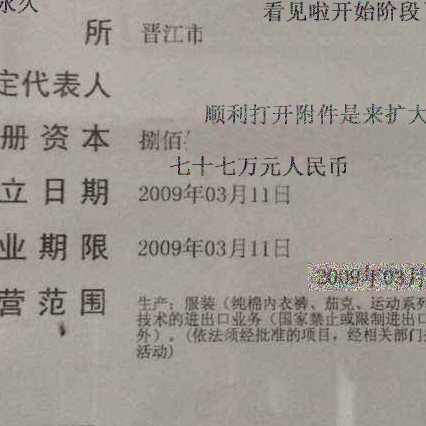 永久
看见啦开始阶段
所 晋江市
定代表人
顺利打开附件是来扩大
册资本 捌佰
七十七万元人民币
立日期 2009年03月11日
业期限 2009年03月11日
2009年03月
营范围 生产：服装（纯棉内衣裤、茄克、运动系列
技术的进出口业务（国家禁止或限制进出口
外）。(依法须经批准的项目，经相关部门
活动)